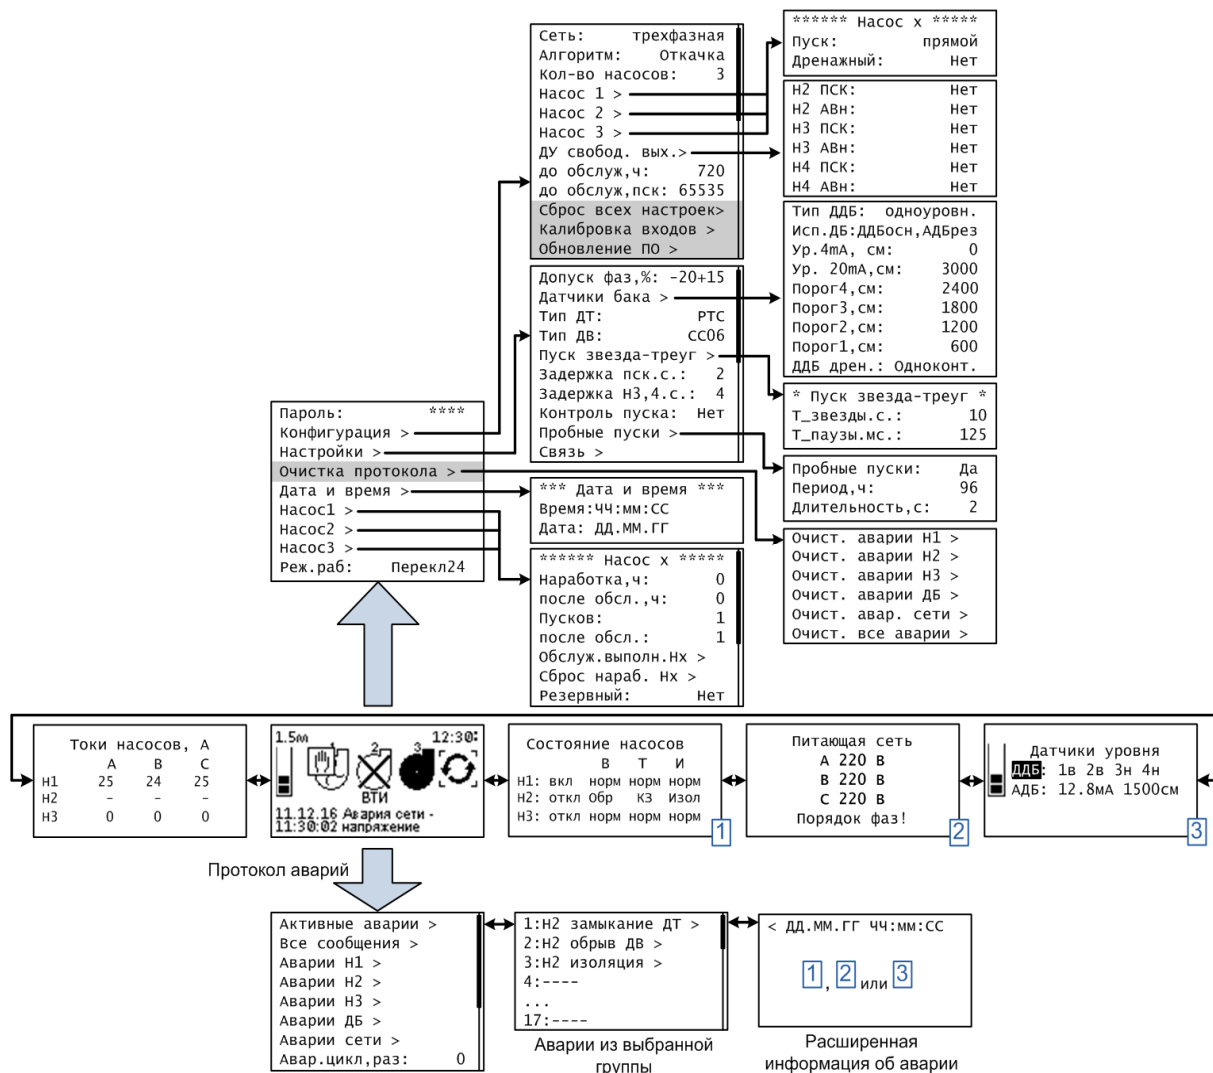 ****** Насос х *****
Пуск: прямой
Дренажный: Нет
Сеть: трехфазная
Алгоритм: Откачка
Кол-во насосов: 3
Насос 1 >
Насос 2 >
Насос 3 >
ДУ свобод. вых.>
до обслуж,ч: 720
до обслуж,пск: 65535
Сброс всех настроек>
Калибровка входов >
Обновление ПО >
Н2 ПСК: Нет
Н2 АВн: Нет
Н3 ПСК: Нет
Н3 АВн: Нет
Н4 ПСК: Нет
Н4 АВн: Нет
Тип ДДБ: одноуровн.
Исп.ДБ:ДДБосн,АДБрез
Ур.4mA, см: 0
Ур. 20mA,см: 3000
Порог4,см: 2400
Порог3,см: 1800
Порог2,см: 1200
Порог1,см: 600
ДДБ дрен.: Одноконт.
Допуск фаз,%: -20+15
Датчики бака >
Тип ДТ: PTC
Тип ДВ: CC06
Пуск звезда-треуг >
Задержка пск.с.: 2
Задержка Н3,4.с.: 4
Контроль пуска: Нет
Пробные пуски >
Связь >
* Пуск звезда-треуг *
Т_звезды.с.: 10
Т_паузы.мс.: 125
Пробные пуски: Да
Период,ч: 96
Длительность,с: 2
Пароль: ****
Конфигурация >
Настройки >
Очистка протокола >
Дата и время >
Насос1 >
Насос2 >
Насос3 >
Реж.раб: Перекл24
*** Дата и время ***
Время:ЧЧ:мм:СС
Дата: ДД.ММ.ГГ
Очист. аварии Н1 >
Очист. аварии Н2 >
Очист. аварии Н3 >
Очист. аварии ДБ >
Очист. авар. сети >
Очист. все аварии >
****** Насос х *****
Наработка,ч: 0
после обсл.,ч: 0
Пусков: 1
после обсл.: 1
Обслуж.выполн.Нх >
Сброс нараб. Нх >
Резервный: Нет
Токи насосов, А
А В С
Н1 25 24 25
Н2 – – –
Н3 0 0 0
1.5м 12:30:
1 2 3
ВТИ
11.12.16 Авария сети -
11:30:02 напряжение
Состояние насосов
В Т И
Н1: вкл норм норм норм
Н2: откл Обр КЗ Изол
Н3: откл норм норм норм
1
Питающая сеть
А 220 В
В 220 В
С 220 В
Порядок фаз!
2
Датчики уровня
ДДБ: 1в 2в 3н 4н
АДБ: 12.8мА 1500см
3
Протокол аварий
Активные аварии >
Все сообщения >
Аварии Н1 >
Аварии Н2 >
Аварии Н3 >
Аварии ДБ >
Аварии сети >
Авар.цикл,раз: 0
1:Н2 замыкание ДТ >
2:Н2 обрыв ДВ >
3:Н2 изоляция >
4:----
...
17:----
Аварии из выбранной
группы
< ДД.ММ.ГГ ЧЧ:мм:СС
1, 2 или 3
Расширенная
информация об аварии